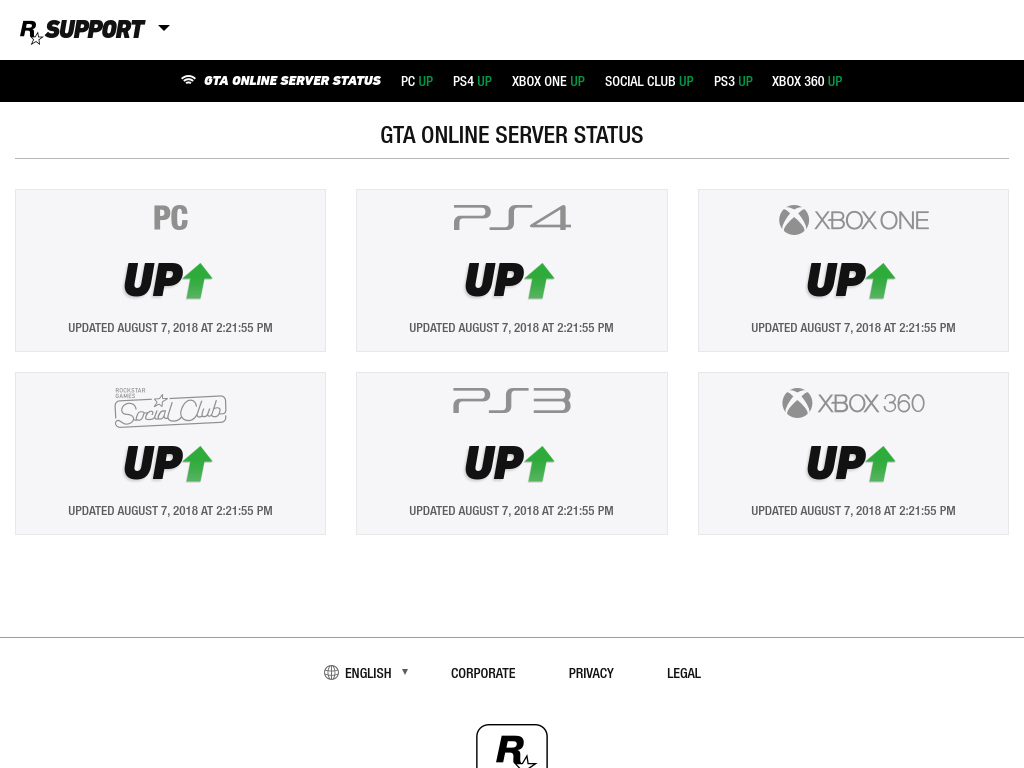 R SUPPORT
GTA ONLINE SERVER STATUS PC UP PS4 UP XBOX ONE UP SOCIAL CLUB UP PS3 UP XBOX 360 UP
GTA ONLINE SERVER STATUS
PC
UP
UPDATED AUGUST 7, 2018 AT 2:21:55 PM
PS4
UP
UPDATED AUGUST 7, 2018 AT 2:21:55 PM
XBOX ONE
UP
UPDATED AUGUST 7, 2018 AT 2:21:55 PM
ROCKSTAR
GAMES
Social Club
UP
UPDATED AUGUST 7, 2018 AT 2:21:55 PM
PS3
UP
UPDATED AUGUST 7, 2018 AT 2:21:55 PM
XBOX 360
UP
UPDATED AUGUST 7, 2018 AT 2:21:55 PM
ENGLISH CORPORATE PRIVACY LEGAL
R